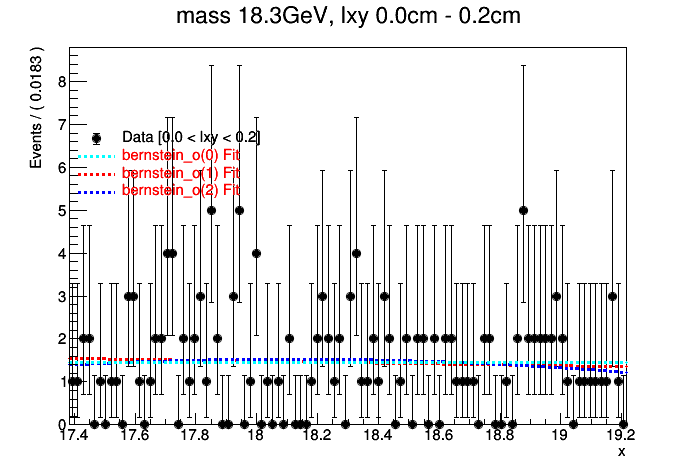 mass 18.3GeV, lxy 0.0cm - 0.2cm
Events / ( 0.0183 )
8
7
Data [0.0 < lxy < 0.2]
bernstein_o(0) Fit
6
bernstein_o(1) Fit
bernstein_o(2) Fit
5
4
3
2
1
0
17.4 17.6 17.8 18 18.2 18.4 18.6 18.8 19 19.2
x